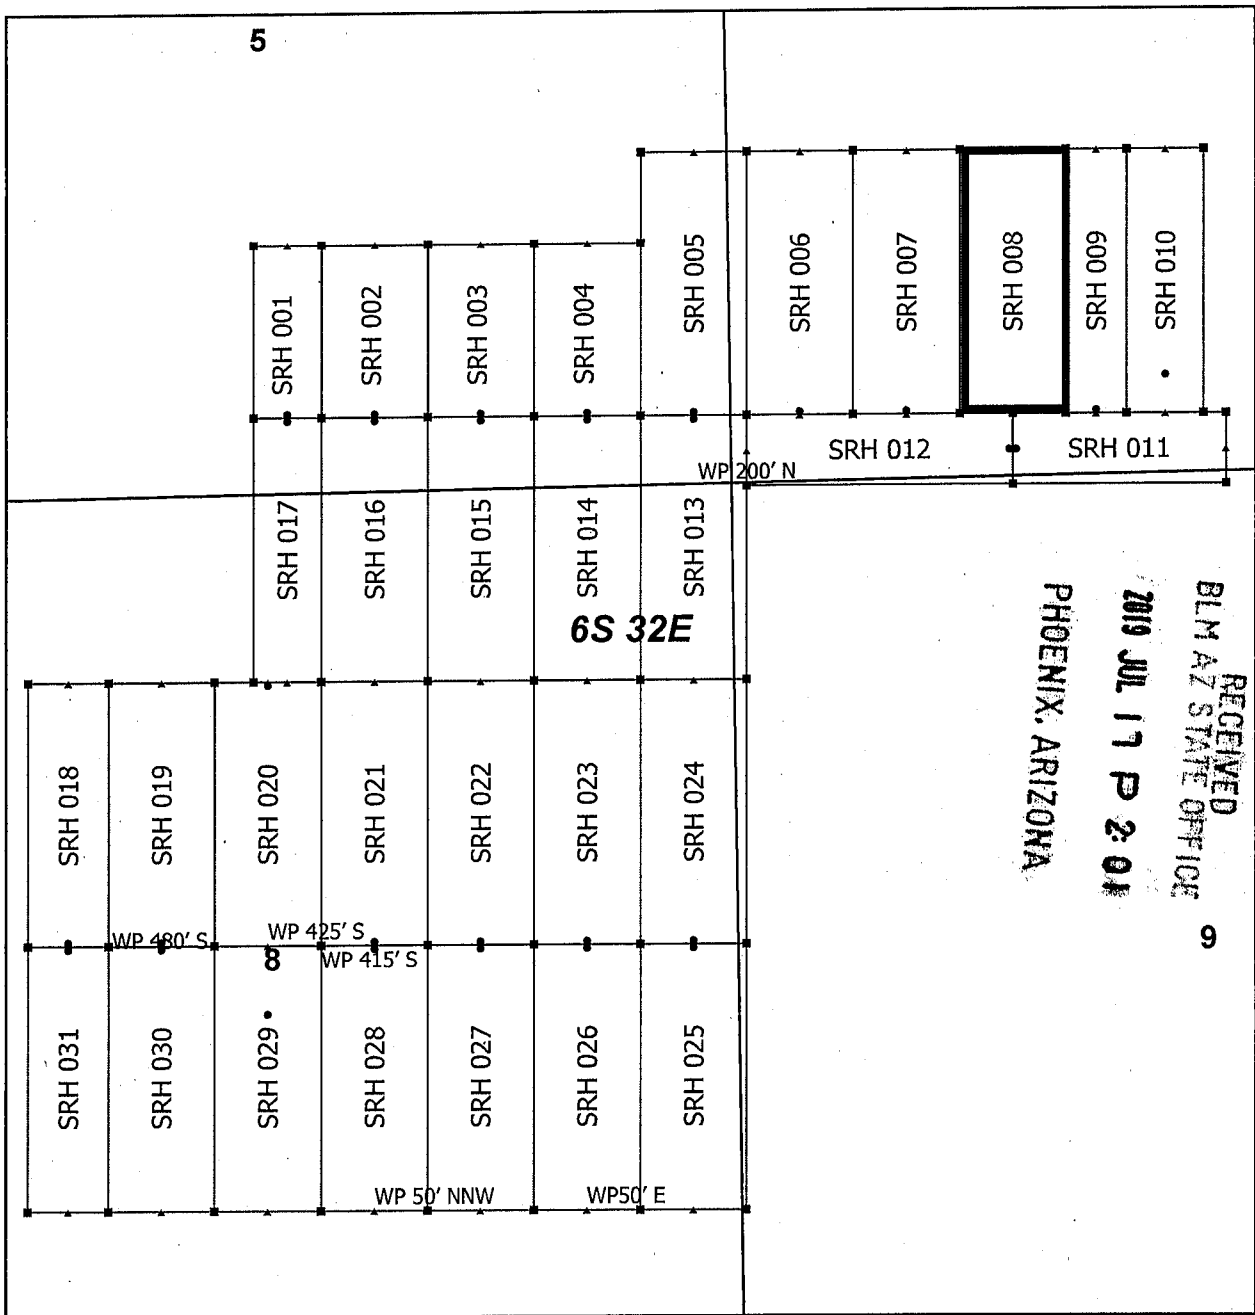 5
SRH 001
SRH 002
SRH 003
SRH 004
SRH 005
SRH 006
SRH 007
SRH 008
SRH 009
SRH 010
SRH 012
SRH 011
WP 200' N
SRH 017
SRH 016
SRH 015
SRH 014
SRH 013
6S 32E
RECEIVED
BLM AZ STATE OFFICE
2019 JUL 17 P 2:01
PHOENIX, ARIZONA
SRH 018
SRH 019
SRH 020
SRH 021
SRH 022
SRH 023
SRH 024
WP 480' S
WP 425' S
WP 415' S
8
9
SRH 031
SRH 030
SRH 029
SRH 028
SRH 027
SRH 026
SRH 025
WP 50' NNW
WP50' E